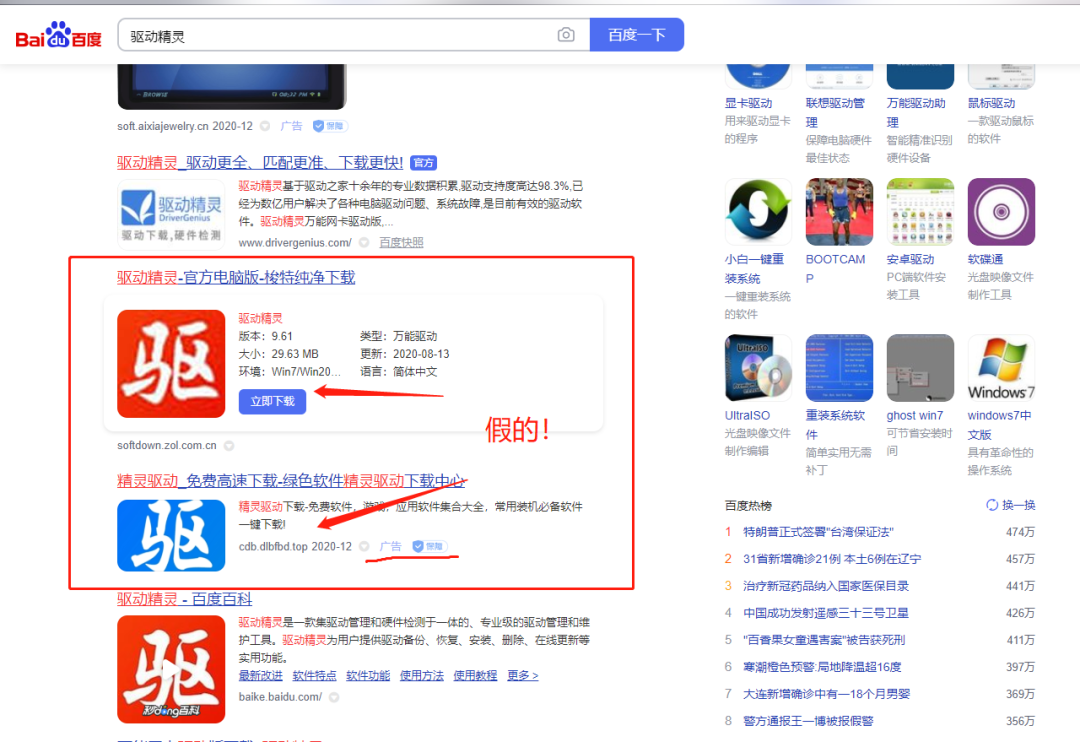 Bai du 百度
驱动精灵
百度一下
BROWSE
soft.aixiajewelry.cn 2020-12 广告 保障
驱动精灵_驱动更全、匹配更准、下载更快! 官方
驱动精灵
DriverGenius
驱动下载,硬件检测
驱动精灵基于驱动之家十余年的专业数据积累,驱动支持度高达98.3%,已
经为数亿用户解决了各种电脑驱动问题、系统故障,是目前有效的驱动软
件。驱动精灵万能网卡驱动版,...
www.drivergenius.com/ 百度快照
驱动精灵-官方电脑版-梭特纯净下载
驱
驱动精灵
版本：9.61 类型：万能驱动
大小：29.63 MB 更新：2020-08-13
环境：Win7/Win20... 语言：简体中文
立即下载
假的！
softdown.zol.com.cn
精灵驱动_免费高速下载-绿色软件精灵驱动下载中心
驱
精灵驱动下载-免费软件，游戏，应用软件集合大全，常用装机必备软件
一键下载!
cdb.dlbfbd.top 2020-12 广告 保障
驱动精灵 - 百度百科
驱
秒dong百科
驱动精灵是一款集驱动管理和硬件检测于一体的、专业级的驱动管理和维
护工具。驱动精灵为用户提供驱动备份、恢复、安装、删除、在线更新等
实用功能。
最新改进 软件特点 软件功能 使用方法 使用教程 更多 >
baike.baidu.com/
显卡驱动
用来驱动显卡
的程序
联想驱动管
理
保障电脑硬件
最佳状态
万能驱动助
理
智能精准识别
硬件设备
鼠标驱动
一款驱动鼠标
的软件
小白一键重
装系统
一键重装系统
的软件
BOOTCAM
P
安卓驱动
PC端软件安
装工具
软碟通
光盘映像文件
制作工具
UltraISO
UltraISO
光盘映像文件
制作编辑
重装系统软
件
简单实用无需
补丁
ghost win7
可节省安装时
间
Windows7
windows7中
文版
具有革命性的
操作系统
百度热榜 换一换
1 特朗普正式签署"台湾保证法" 474万
2 31省新增确诊21例 本土6例在辽宁 457万
3 治疗新冠药品纳入国家医保目录 441万
4 中国成功发射遥感三十三号卫星 426万
5 "百香果女童遇害案"被告获死刑 411万
6 寒潮橙色预警:局地降温超16度 397万
7 大连新增确诊中有一18个月男婴 369万
8 警方通报王一博被报假警 356万